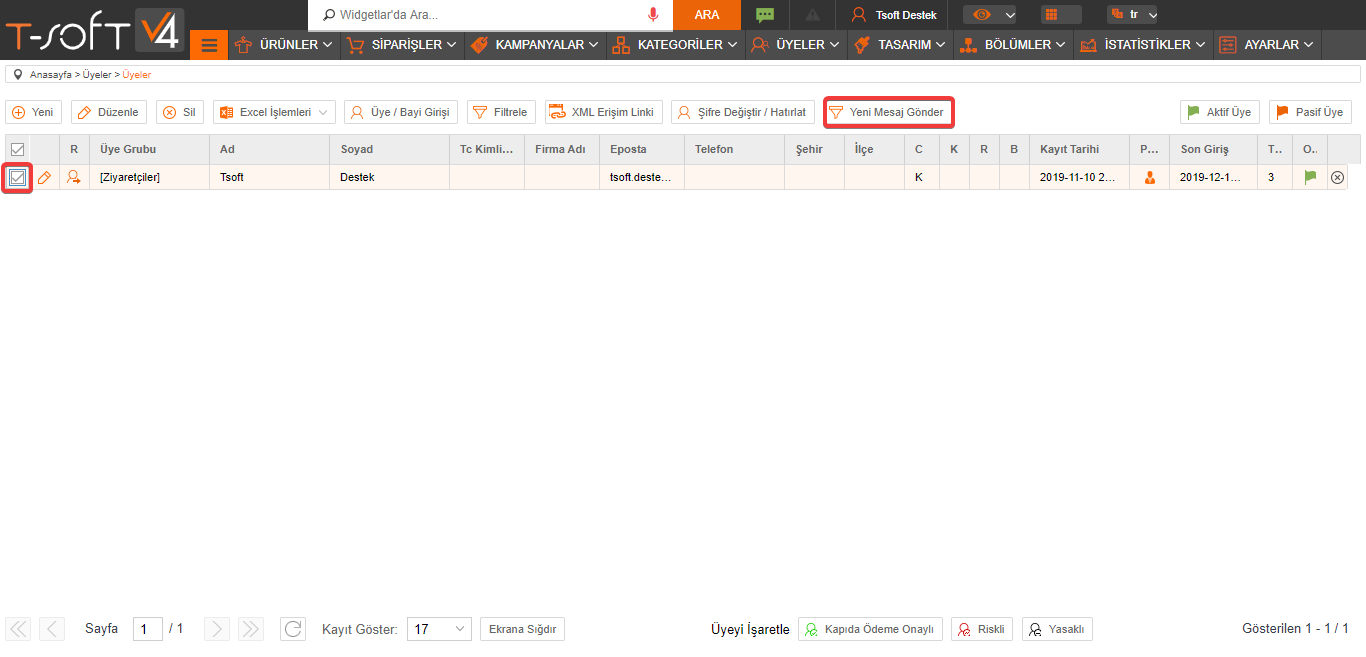 T-SOFT V4
Widgetlar'da Ara...
ARA
Tsoft Destek
tr
ÜRÜNLER
SİPARİŞLER
KAMPANYALAR
KATEGORİLER
ÜYELER
TASARIM
BÖLÜMLER
İSTATİSTİKLER
AYARLAR
Anasayfa > Üyeler > Üyeler
Yeni
Düzenle
Sil
Excel İşlemleri
Üye / Bayi Girişi
Filtrele
XML Erişim Linki
Şifre Değiştir / Hatırlat
Yeni Mesaj Gönder
Aktif Üye
Pasif Üye
R Üye Grubu Ad Soyad Tc Kimli... Firma Adı Eposta Telefon Şehir İlçe C K R B Kayıt Tarihi P... Son Giriş T... O..
[Ziyaretçiler] Tsoft Destek tsoft.deste... K 2019-11-10 2... 2019-12-1... 3
Sayfa 1 / 1
Kayıt Göster: 17
Ekrana Sığdır
Üyeyi İşaretle
Kapıda Ödeme Onaylı
Riskli
Yasaklı
Gösterilen 1 - 1 / 1